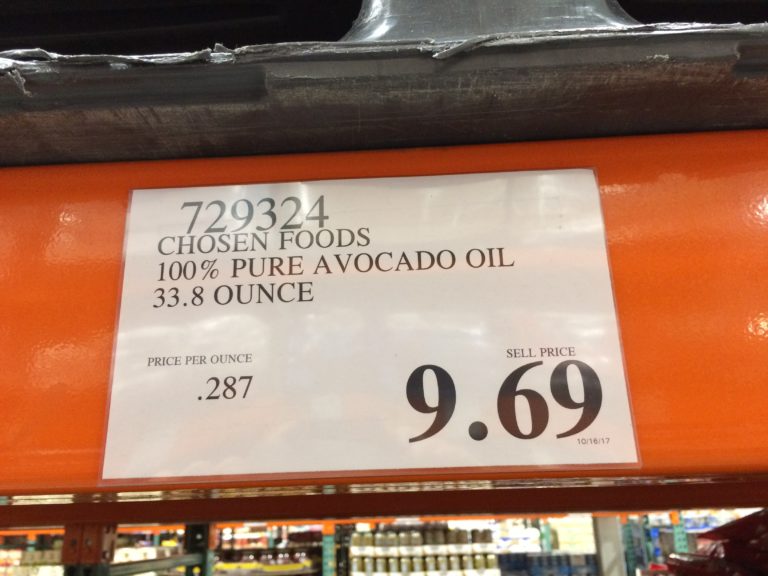 729324
CHOSEN FOODS
100% PURE AVOCADO OIL
33.8 OUNCE
PRICE PER OUNCE
.287
SELL PRICE
9.69
10/16/17